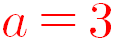 a = 3